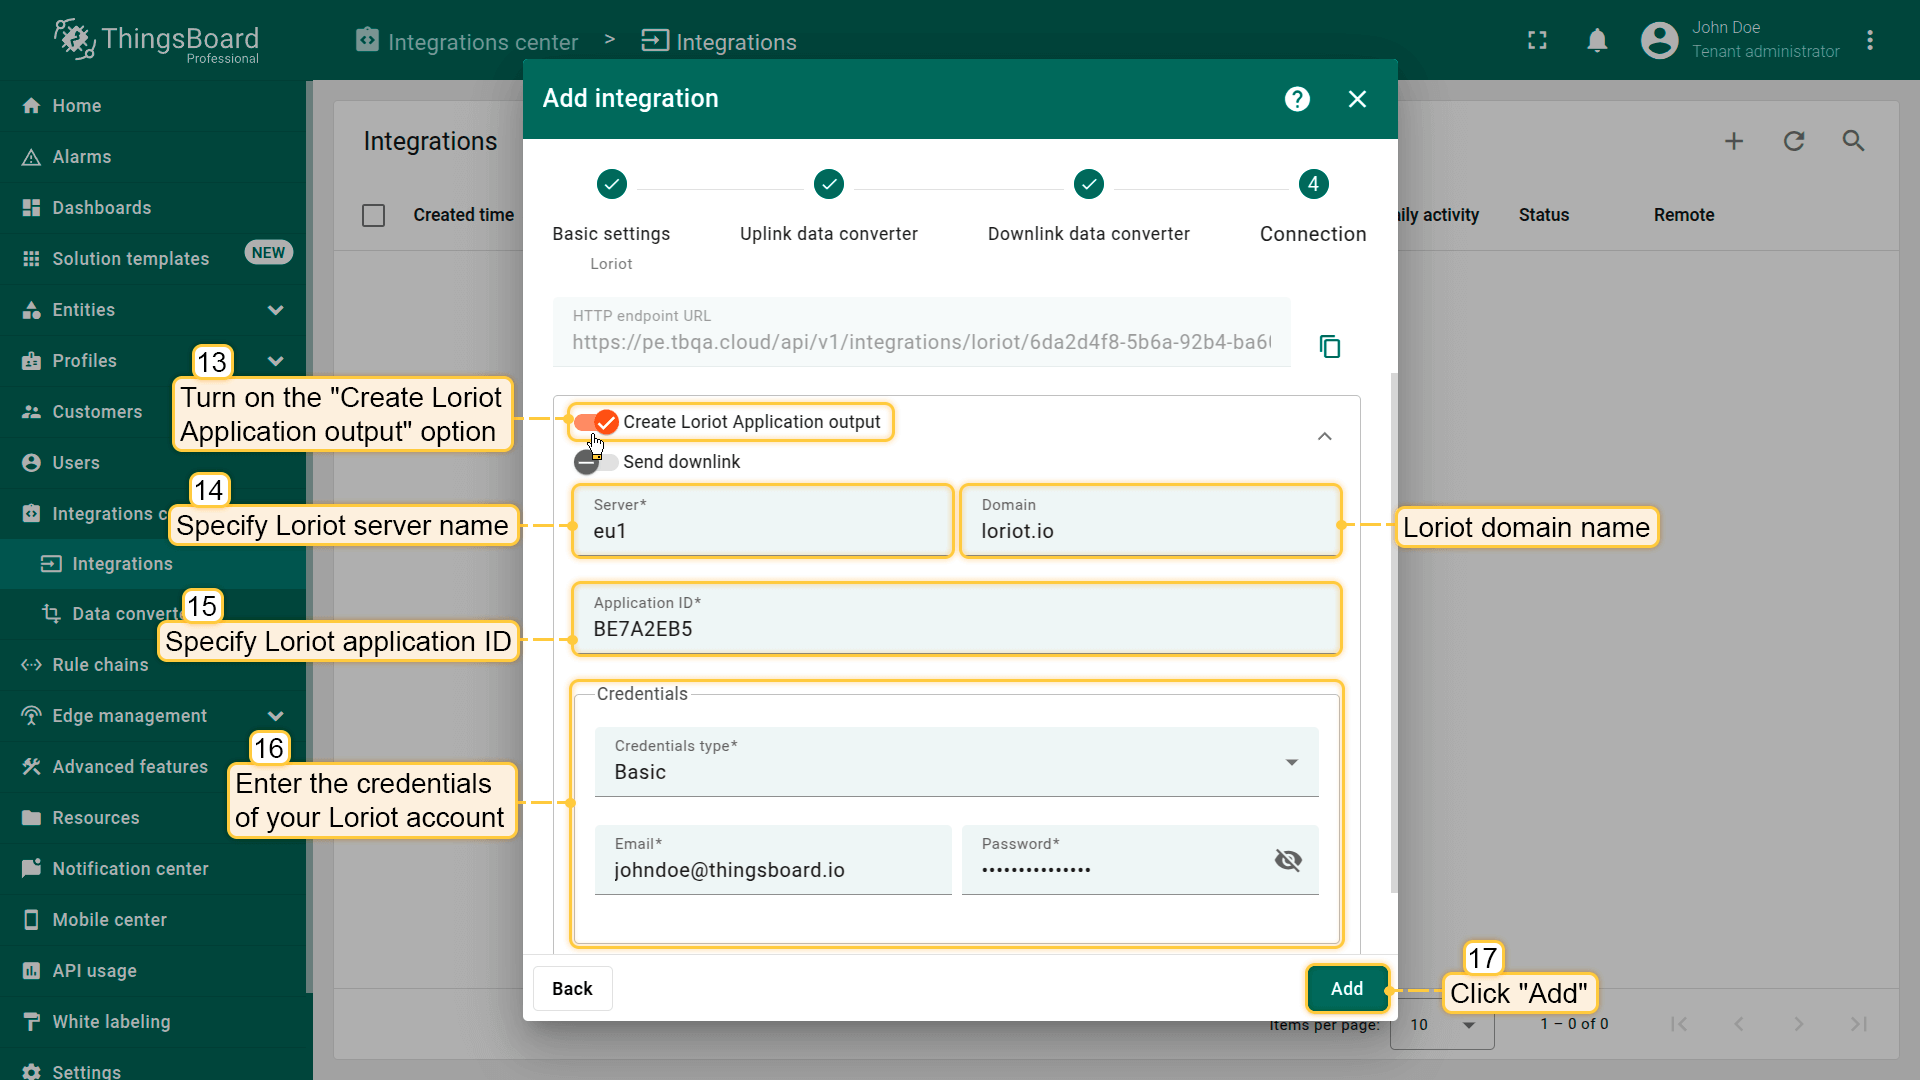 ThingsBoard
Professional
Integrations center > Integrations
John Doe
Tenant administrator
Home
Alarms
Dashboards
Solution templates
NEW
Entities
Profiles
Customers
Users
Integrations c
Integrations
Data convert
Rule chains
Edge management
Advanced features
Resources
Notification center
Mobile center
API usage
White labeling
Settings
Integrations
Created time
ily activity
Status
Remote
Items per page:
10
1 – 0 of 0
Add integration
?
4
Basic settings
Loriot
Uplink data converter
Downlink data converter
Connection
HTTP endpoint URL
https://pe.tbqa.cloud/api/v1/integrations/loriot/6da2d4f8-5b6a-92b4-ba6
Create Loriot Application output
Send downlink
Server*
eu1
Domain
loriot.io
Application ID*
BE7A2EB5
Credentials
Credentials type*
Basic
Email*
johndoe@thingsboard.io
Password*
•••••••••••••••
Back
Add
13
Turn on the "Create Loriot
Application output" option
14
Specify Loriot server name
Loriot domain name
15
Specify Loriot application ID
16
Enter the credentials
of your Loriot account
17
Click "Add"